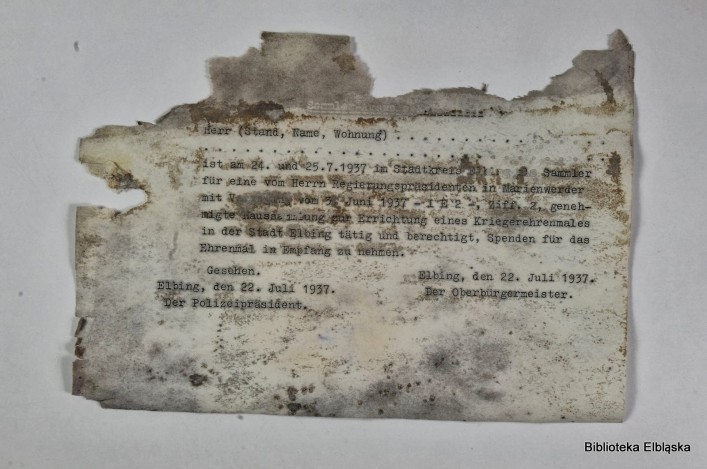 Herr (Stand, Name, Wohnung) . . . . . . . . . . . . . . . . . .
. . . . . . . . . . . . . . . . . . . . . . . . . . . . . . . .
ist am 24. und 25.7.1937 im Stadtkreis Sammler
für eine vom Herrn Regierungspräsidenten in Marienwerder
mit vom Juni 1937 - I E 2 -, Ziff. 2, geneh-
migte Haussammlung zur Errichtung eines Kriegerehrenmales
in der Stadt Elbing tätig und berechtigt, Spenden für das
Ehrenmal in Empfang zu nehmen.
Gesehen.
Elbing, den 22. Juli 1937.
Der Polizeipräsident.
Elbing, den 22. Juli 1937.
Der Oberbürgermeister.
Biblioteka Elbląska